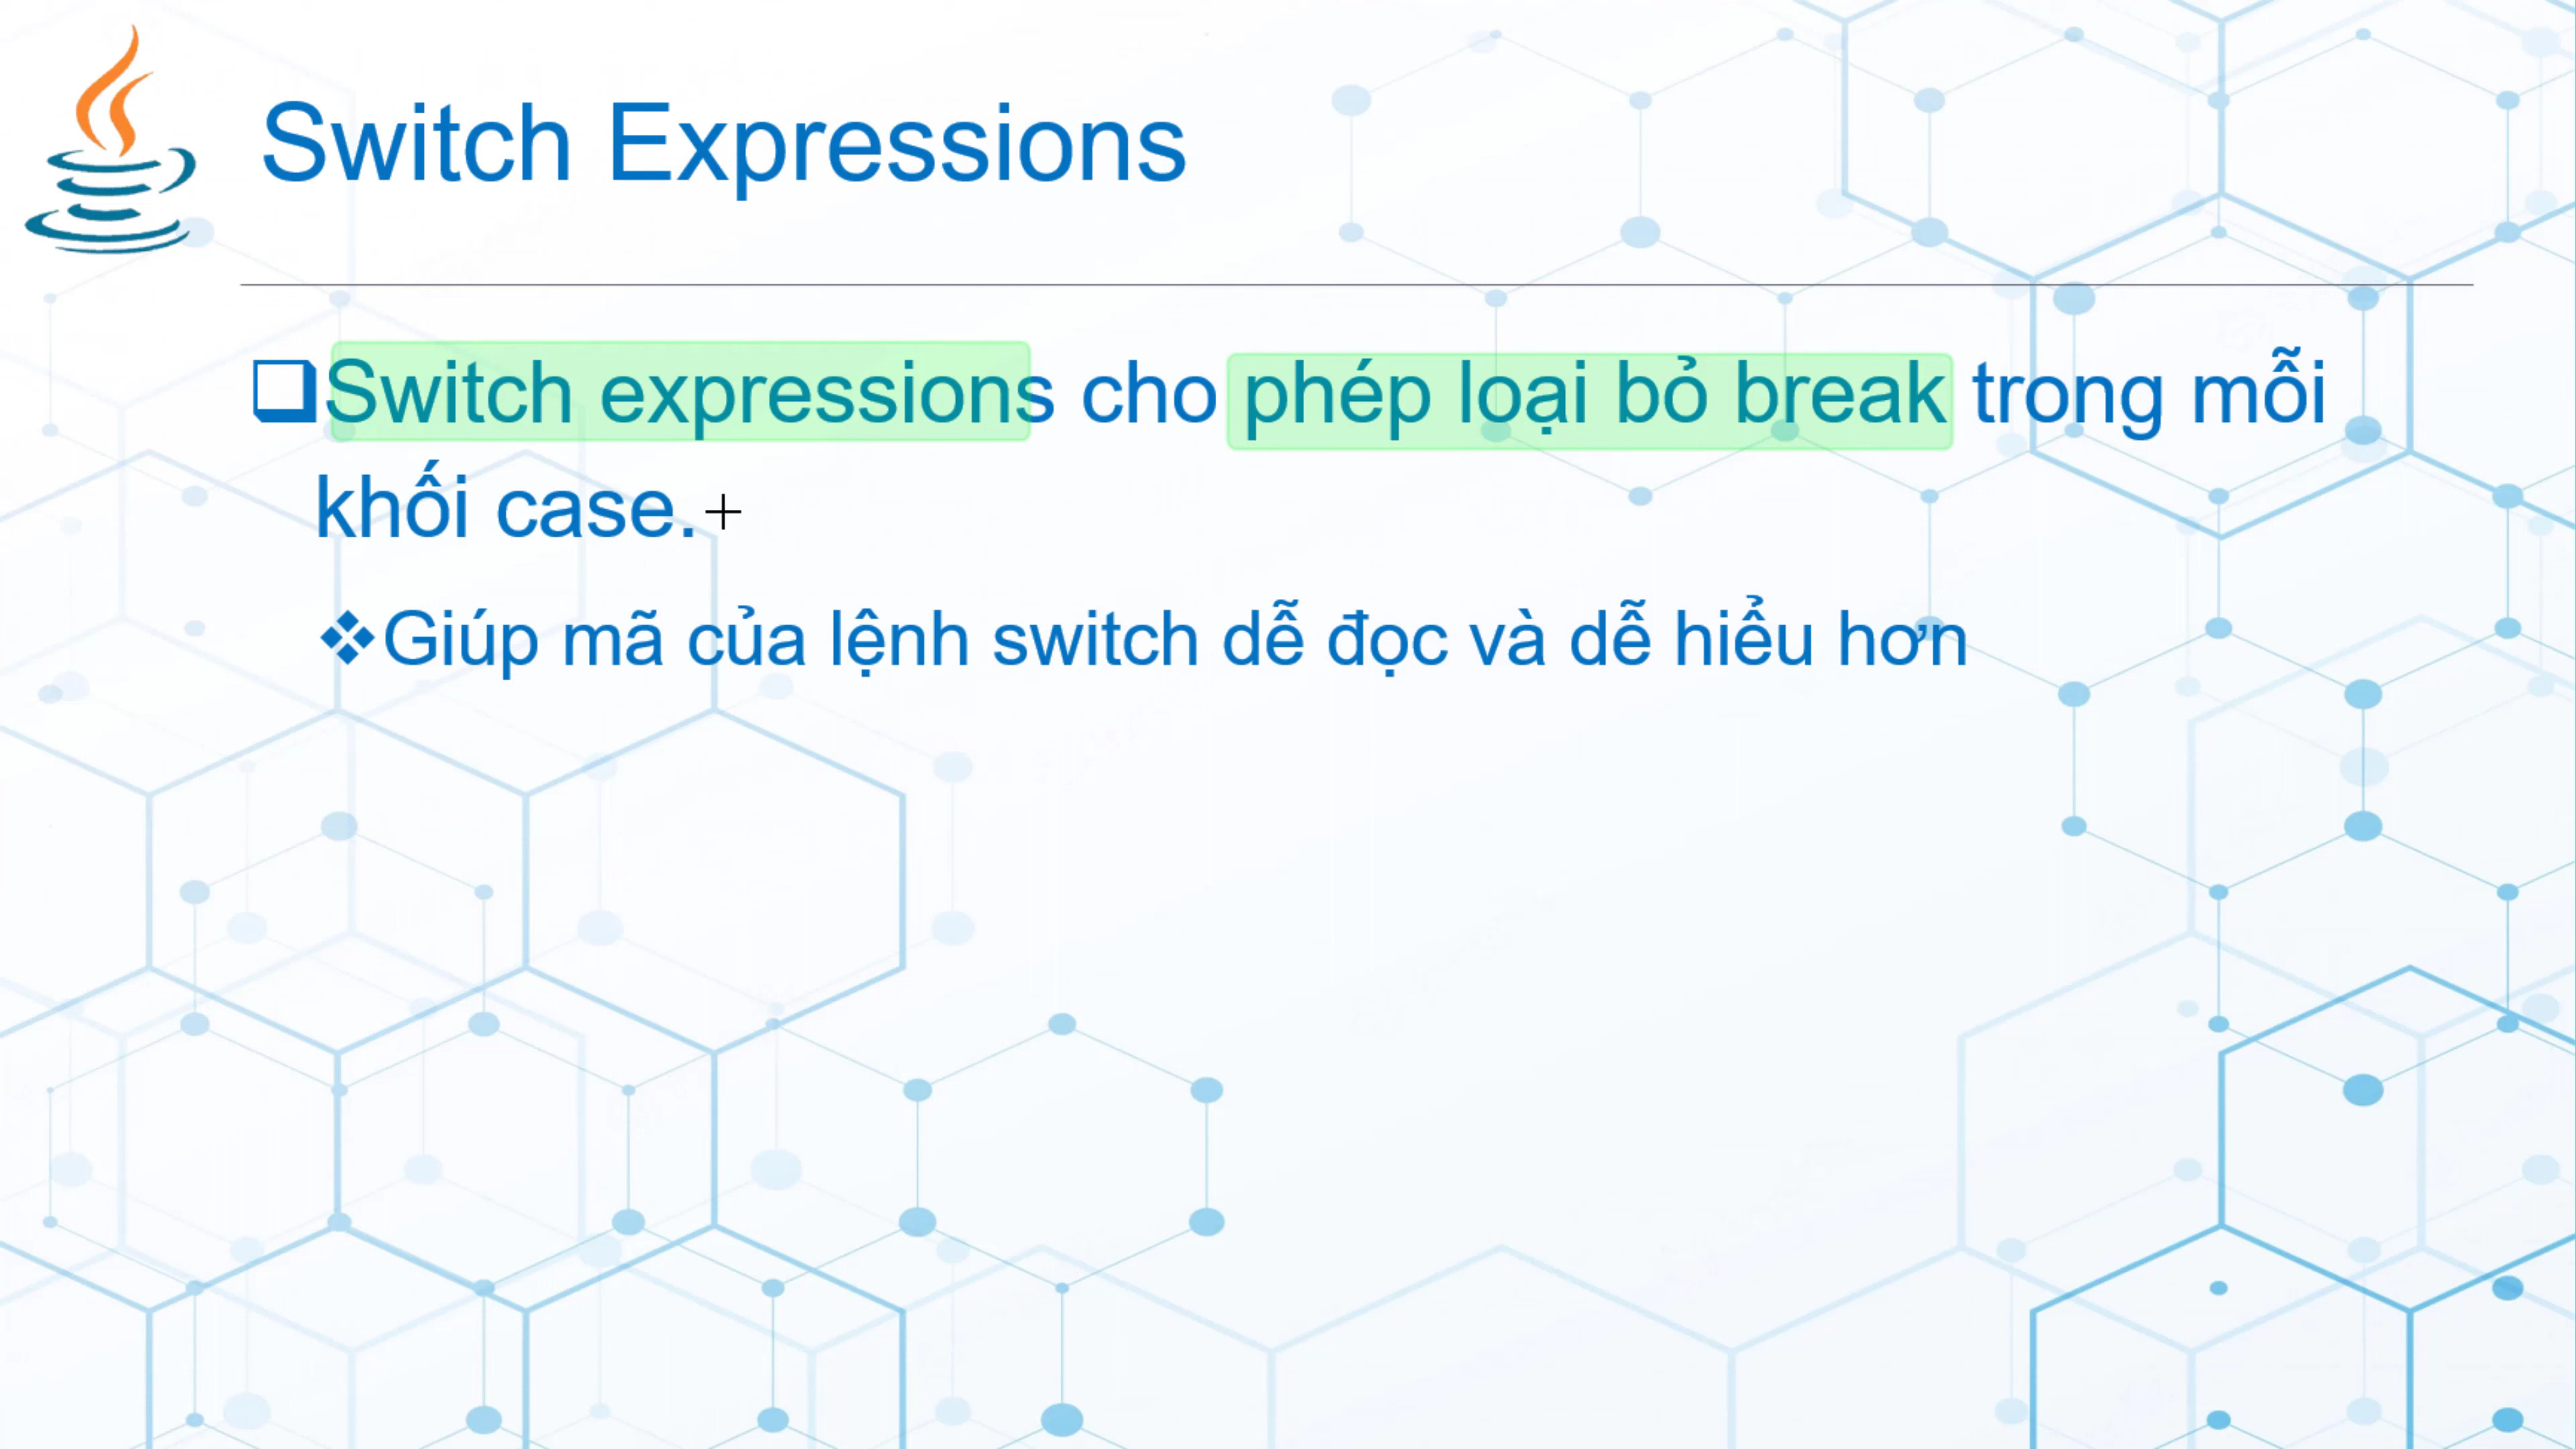 Switch Expressions
Switch expressions cho phép loại bỏ break trong mỗi
khối case.
Giúp mã của lệnh switch dễ đọc và dễ hiểu hơn